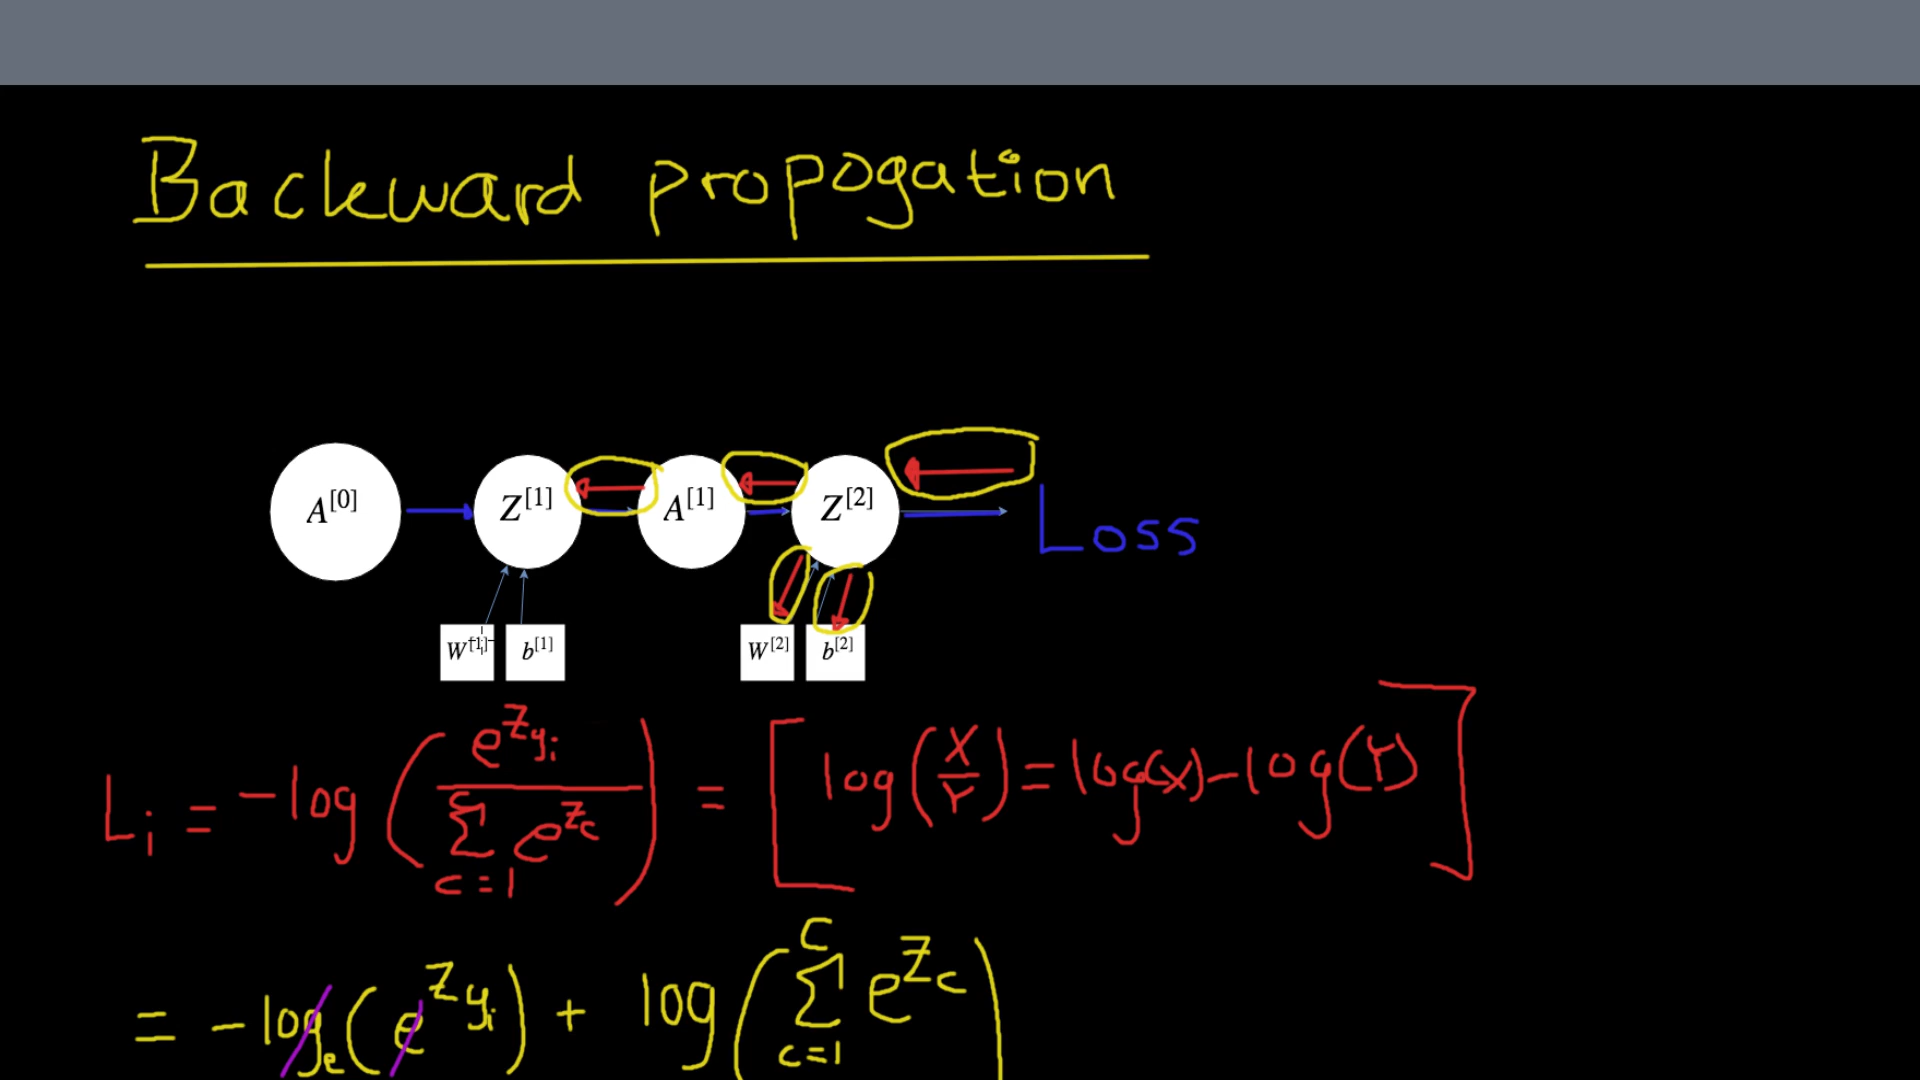 Backward propogation
A^[0] Z^[1] A^[1] Z^[2] Loss
W^[1] b^[1] W^[2] b^[2]
L_i = -log(e^{z_{y_i}} / Σ_{c=1} e^{z_c}) = [log(X/Y) = log(x) - log(Y)]
= -log_e(e^{z_{y_i}}) + log(Σ_{c=1}^{C} e^{z_c})